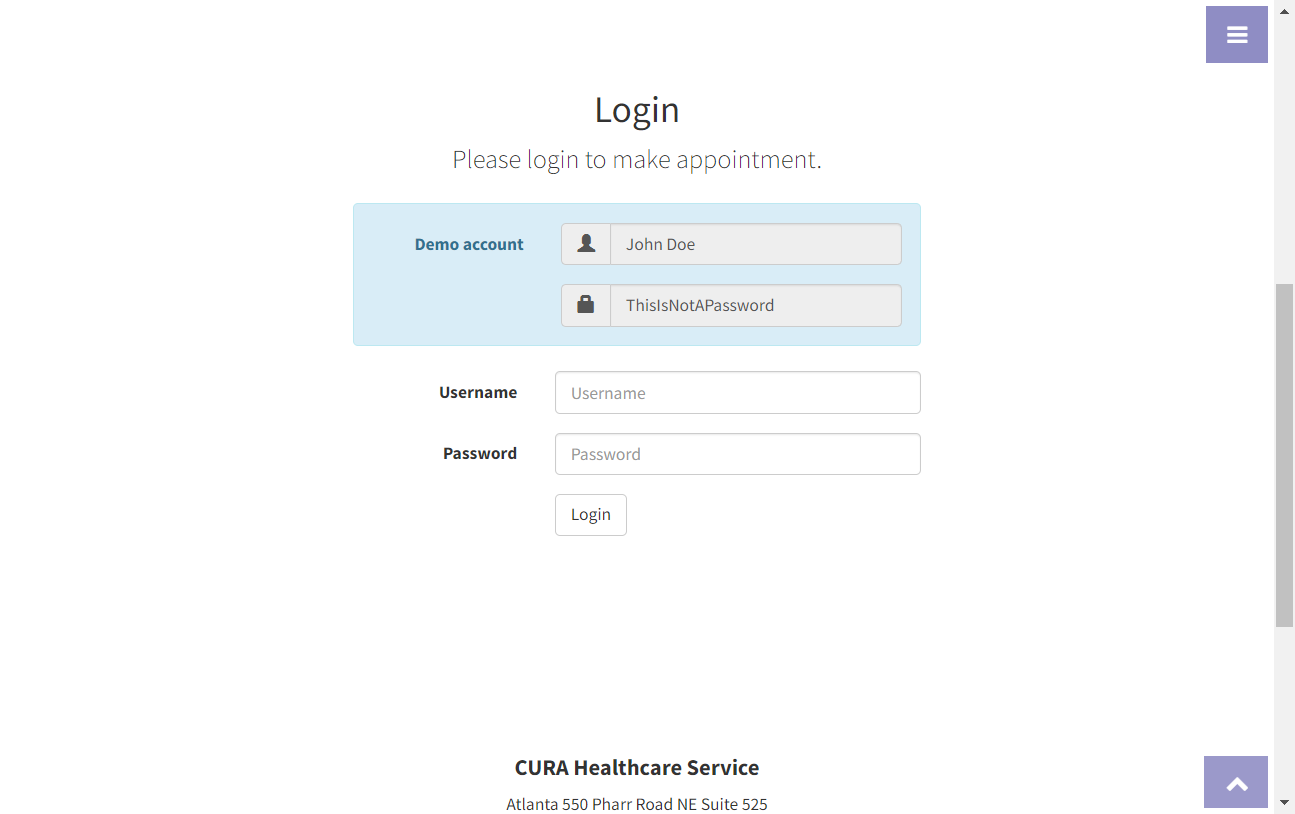 Login
Please login to make appointment.
Demo account
John Doe
ThisIsNotAPassword
Username
Username
Password
Password
Login
CURA Healthcare Service
Atlanta 550 Pharr Road NE Suite 525